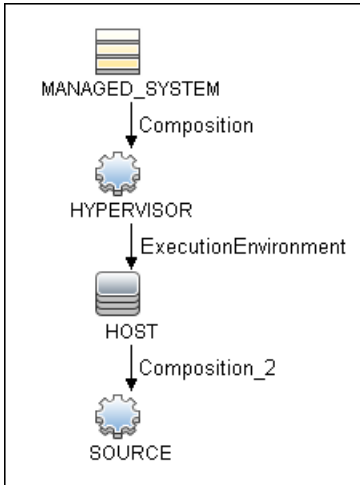 MANAGED_SYSTEM
Composition
HYPERVISOR
ExecutionEnvironment
HOST
Composition_2
SOURCE